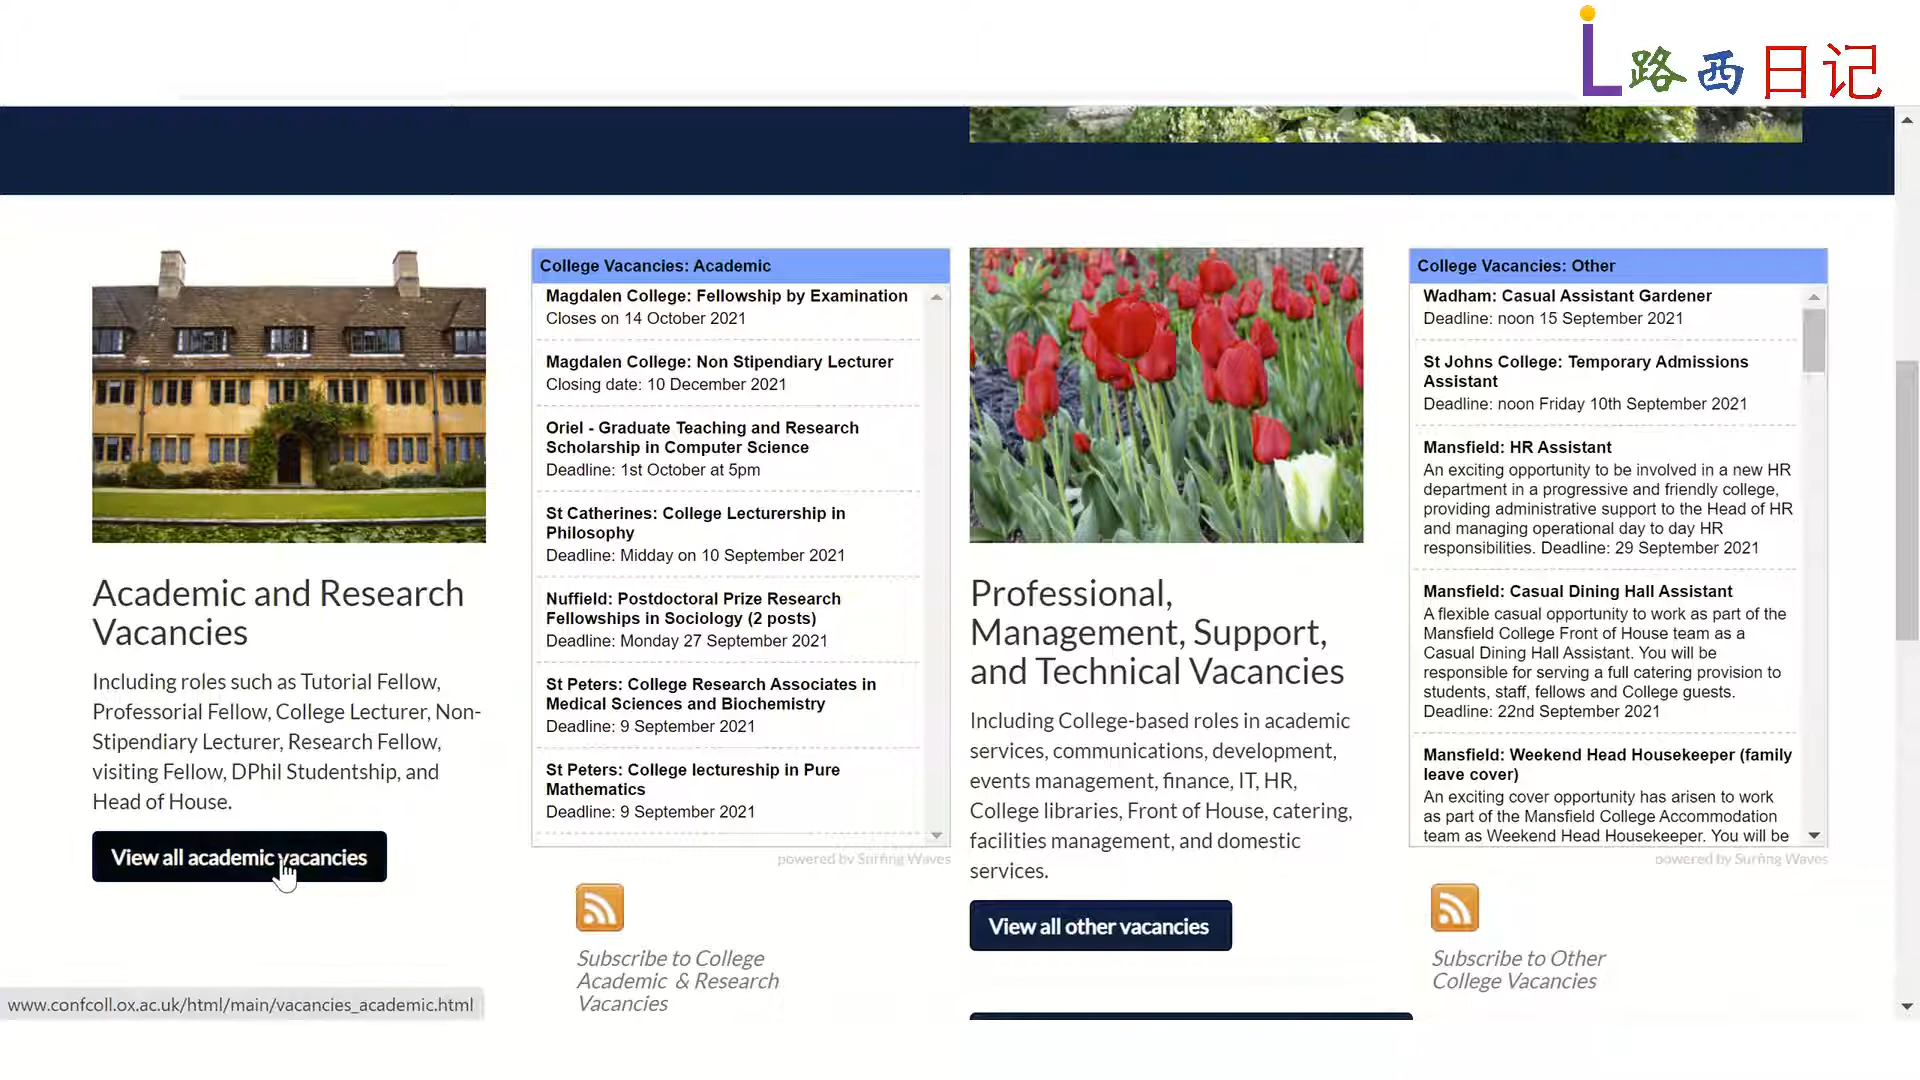 L路西日记
Academic and Research
Vacancies
Including roles such as Tutorial Fellow,
Professorial Fellow, College Lecturer, Non-
Stipendiary Lecturer, Research Fellow,
visiting Fellow, DPhil Studentship, and
Head of House.
View all academic vacancies
College Vacancies: Academic
Magdalen College: Fellowship by Examination
Closes on 14 October 2021
Magdalen College: Non Stipendiary Lecturer
Closing date: 10 December 2021
Oriel - Graduate Teaching and Research
Scholarship in Computer Science
Deadline: 1st October at 5pm
St Catherines: College Lecturership in
Philosophy
Deadline: Midday on 10 September 2021
Nuffield: Postdoctoral Prize Research
Fellowships in Sociology (2 posts)
Deadline: Monday 27 September 2021
St Peters: College Research Associates in
Medical Sciences and Biochemistry
Deadline: 9 September 2021
St Peters: College lectureship in Pure
Mathematics
Deadline: 9 September 2021
powered by Surfing Waves
Subscribe to College
Academic & Research
Vacancies
Professional,
Management, Support,
and Technical Vacancies
Including College-based roles in academic
services, communications, development,
events management, finance, IT, HR,
College libraries, Front of House, catering,
facilities management, and domestic
services.
View all other vacancies
College Vacancies: Other
Wadham: Casual Assistant Gardener
Deadline: noon 15 September 2021
St Johns College: Temporary Admissions
Assistant
Deadline: noon Friday 10th September 2021
Mansfield: HR Assistant
An exciting opportunity to be involved in a new HR
department in a progressive and friendly college,
providing administrative support to the Head of HR
and managing operational day to day HR
responsibilities. Deadline: 29 September 2021
Mansfield: Casual Dining Hall Assistant
A flexible casual opportunity to work as part of the
Mansfield College Front of House team as a
Casual Dining Hall Assistant. You will be
responsible for serving a full catering provision to
students, staff, fellows and College guests.
Deadline: 22nd September 2021
Mansfield: Weekend Head Housekeeper (family
leave cover)
An exciting cover opportunity has arisen to work
as part of the Mansfield College Accommodation
team as Weekend Head Housekeeper. You will be
powered by Surfing Waves
Subscribe to Other
College Vacancies
www.confcoll.ox.ac.uk/html/main/vacancies_academic.html